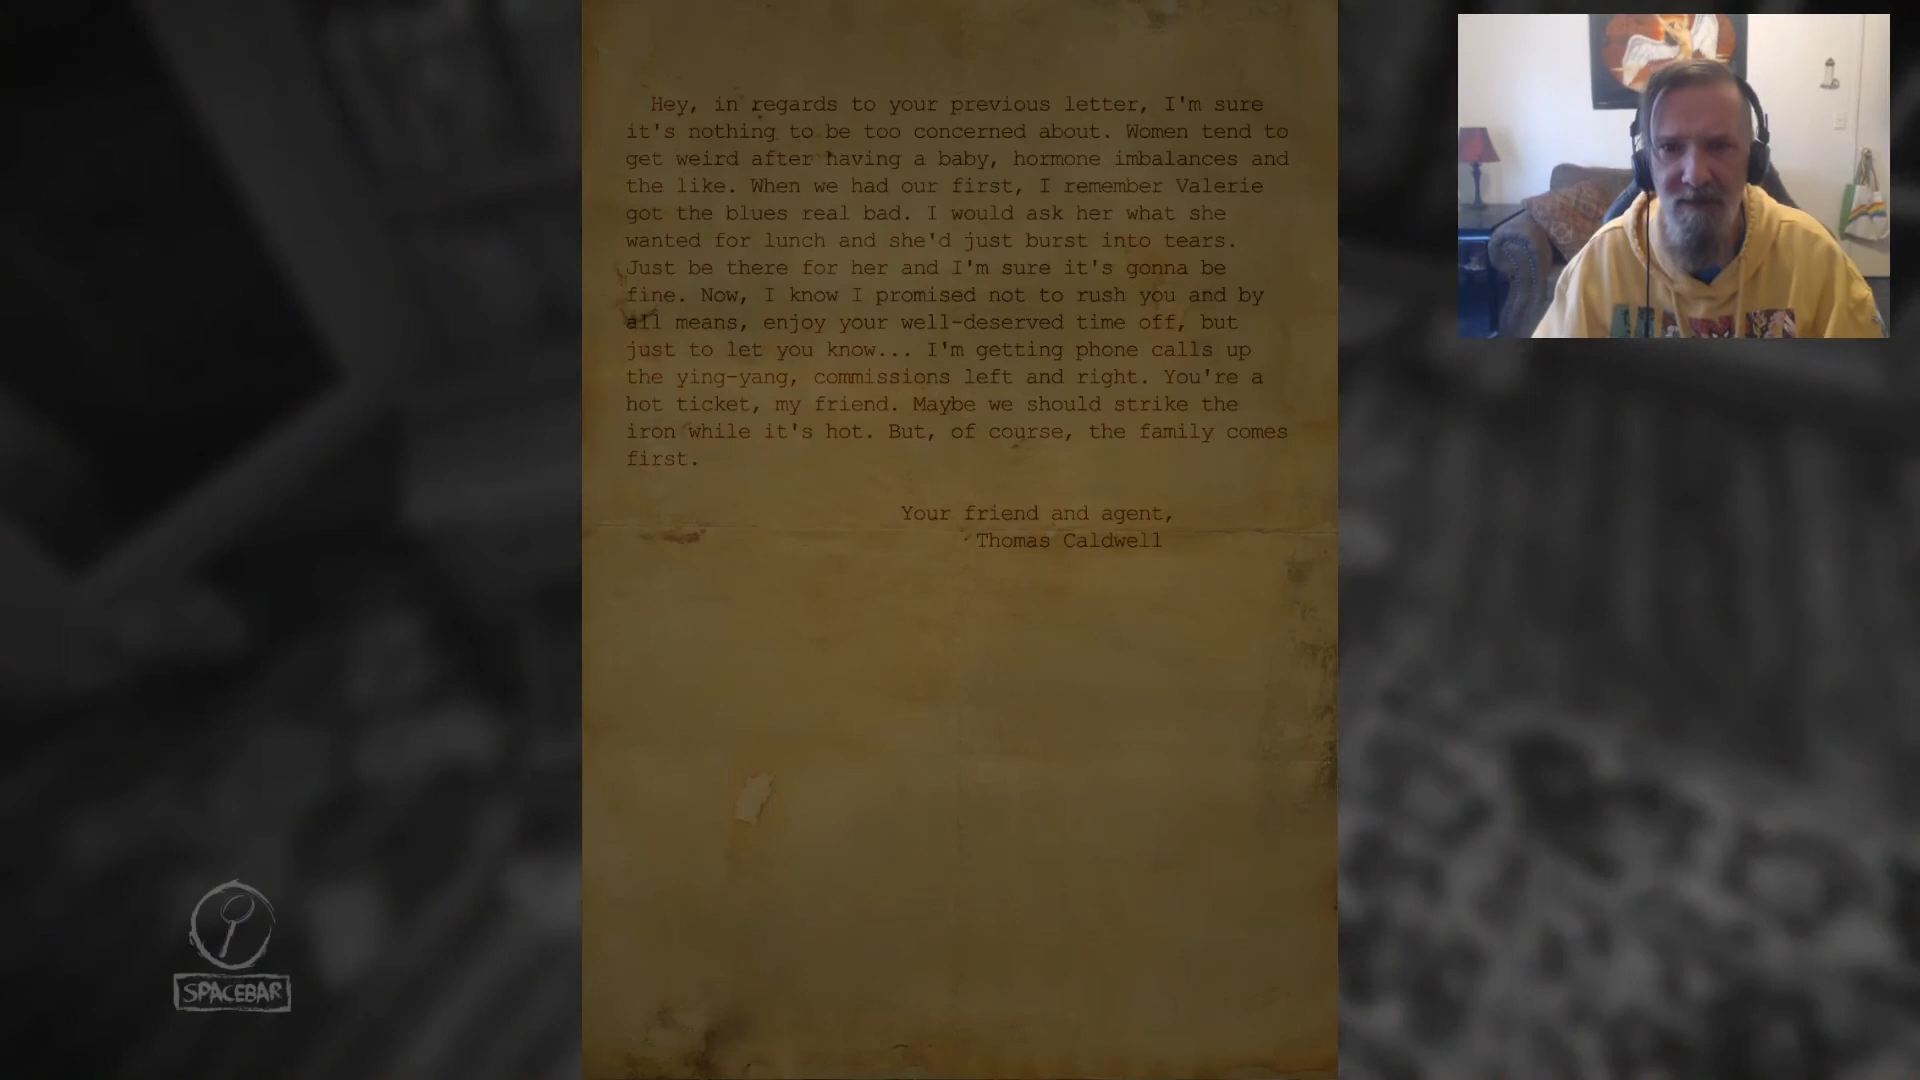 Hey, in regards to your previous letter, I'm sure
it's nothing to be too concerned about. Women tend to
get weird after having a baby, hormone imbalances and
the like. When we had our first, I remember Valerie
got the blues real bad. I would ask her what she
wanted for lunch and she'd just burst into tears.
Just be there for her and I'm sure it's gonna be
fine. Now, I know I promised not to rush you and by
all means, enjoy your well-deserved time off, but
just to let you know... I'm getting phone calls up
the ying-yang, commissions left and right. You're a
hot ticket, my friend. Maybe we should strike the
iron while it's hot. But, of course, the family comes
first.
Your friend and agent,
Thomas Caldwell
SPACEBAR